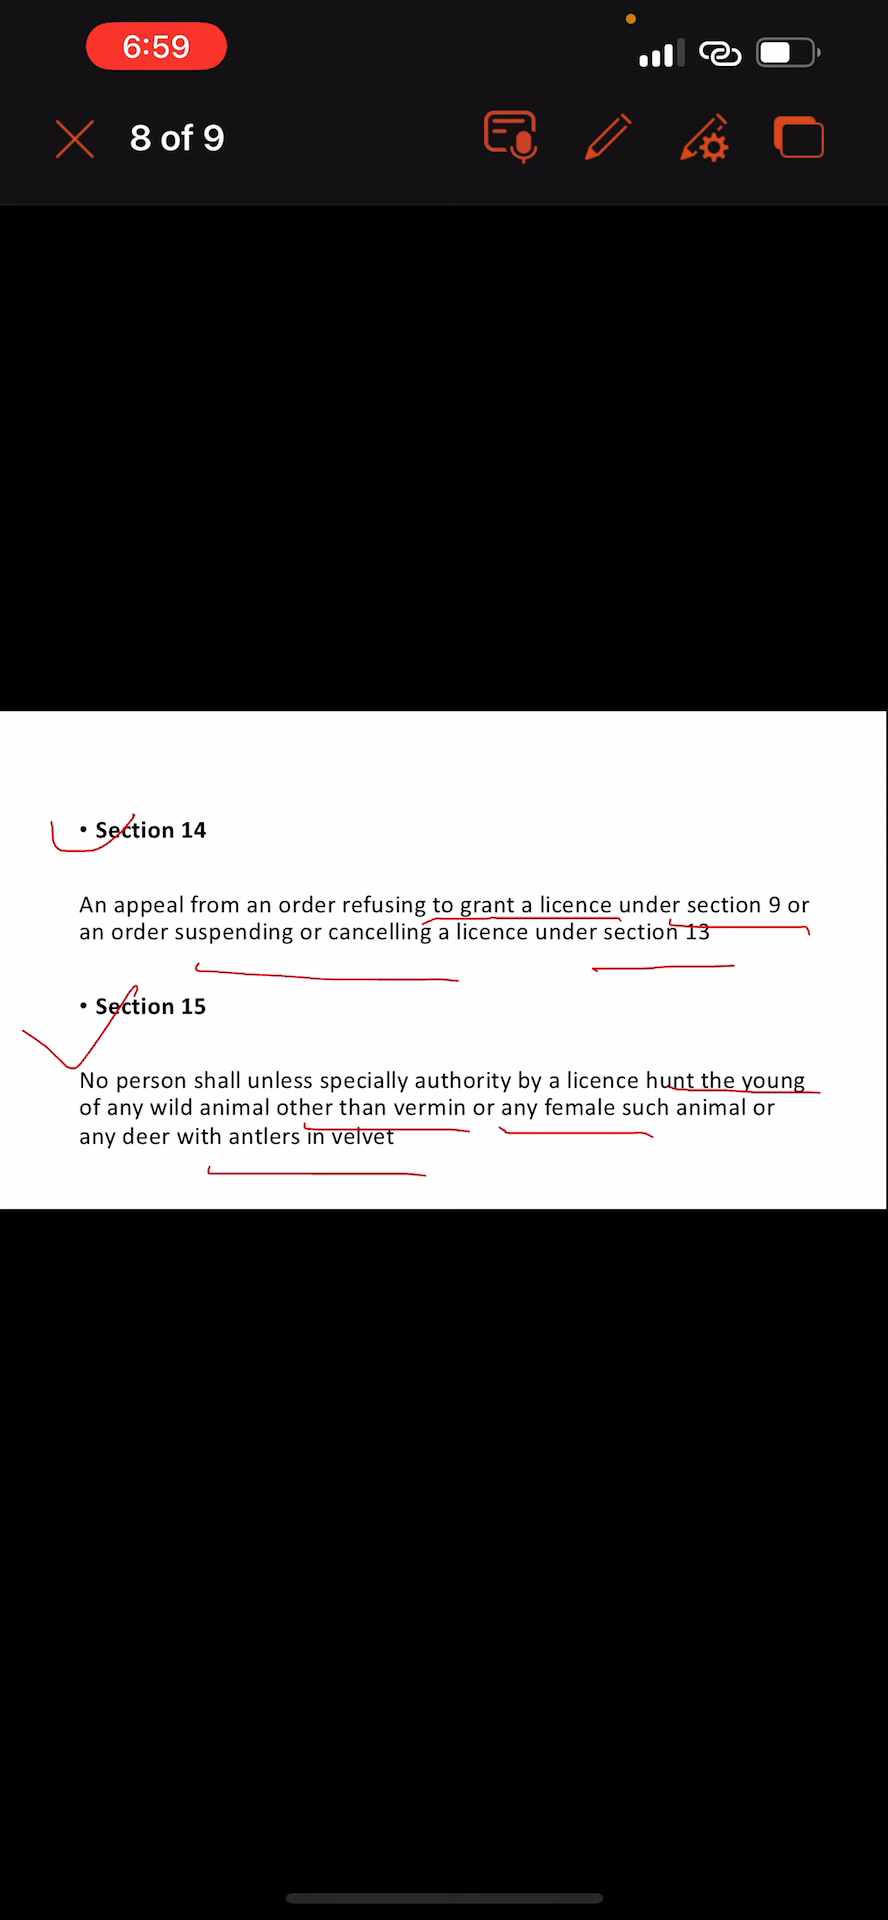 6:59
8 of 9
• Section 14
An appeal from an order refusing to grant a licence under section 9 or
an order suspending or cancelling a licence under section 13
• Section 15
No person shall unless specially authority by a licence hunt the young
of any wild animal other than vermin or any female such animal or
any deer with antlers in velvet